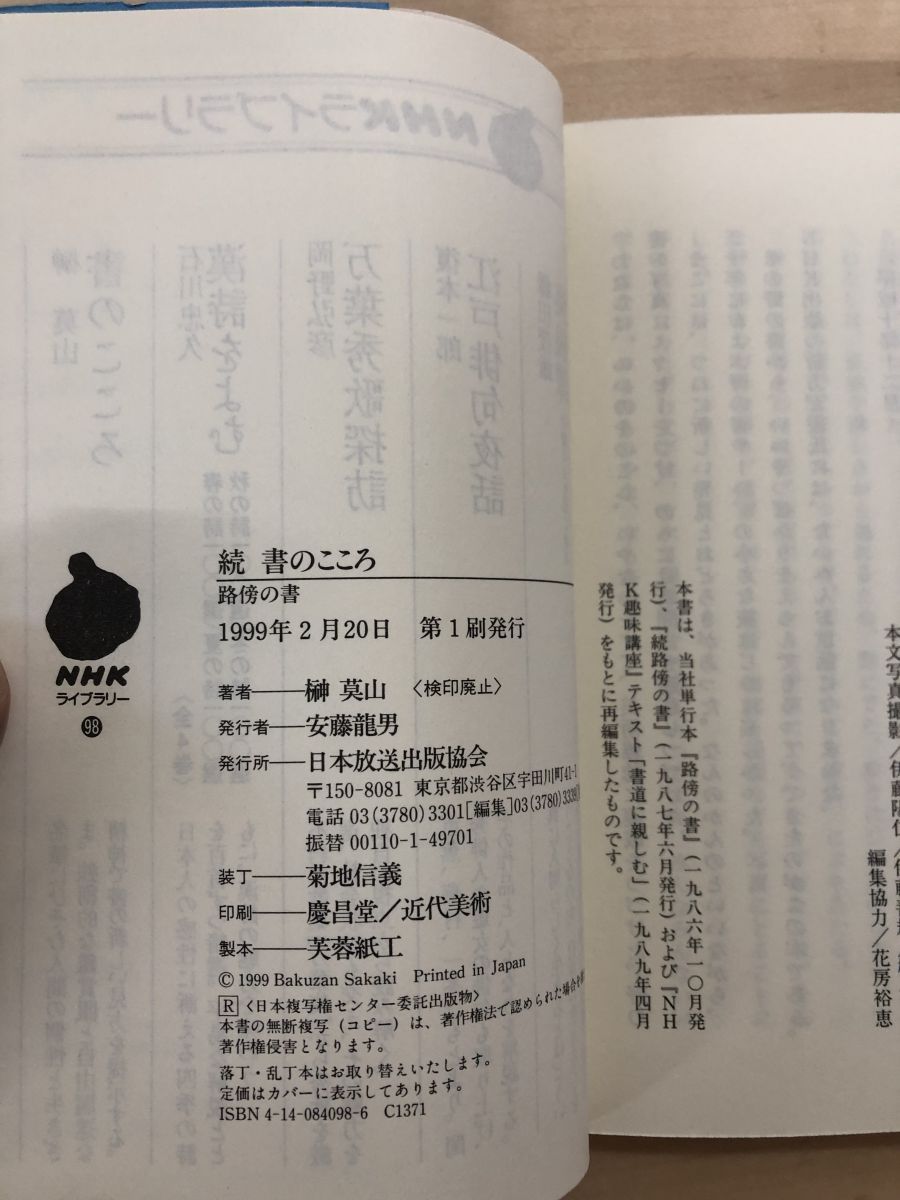 NHK
ライブラリー
98
続 書のこころ
路傍の書
1999年2月20日 第1刷発行
著者――榊 莫山 〈検印廃止〉
発行者――安藤龍男
発行所――日本放送出版協会
〒150-8081 東京都渋谷区宇田川町41-1
電話 03(3780)3301[編集]03(3780)3339
振替 00110-1-49701
装丁――菊地信義
印刷――慶昌堂／近代美術
製本――芙蓉紙工
©1999 Bakuzan Sakaki Printed in Japan
R〈日本複写権センター委託出版物〉
本書の無断複写（コピー）は、著作権法で認められた場合を
著作権侵害となります。
落丁・乱丁本はお取り替えいたします。
定価はカバーに表示してあります。
ISBN 4-14-084098-6 C1371
本文写真撮影／伊藤
編集協力／花房裕恵
本書は、当社単行本『路傍の書』（一九八六年一〇月発
行）、『続路傍の書』（一九八七年六月発行）および『NH
K趣味講座』テキスト「書道に親しむ」（一九八九年四月
発行）をもとに再編集したものです。